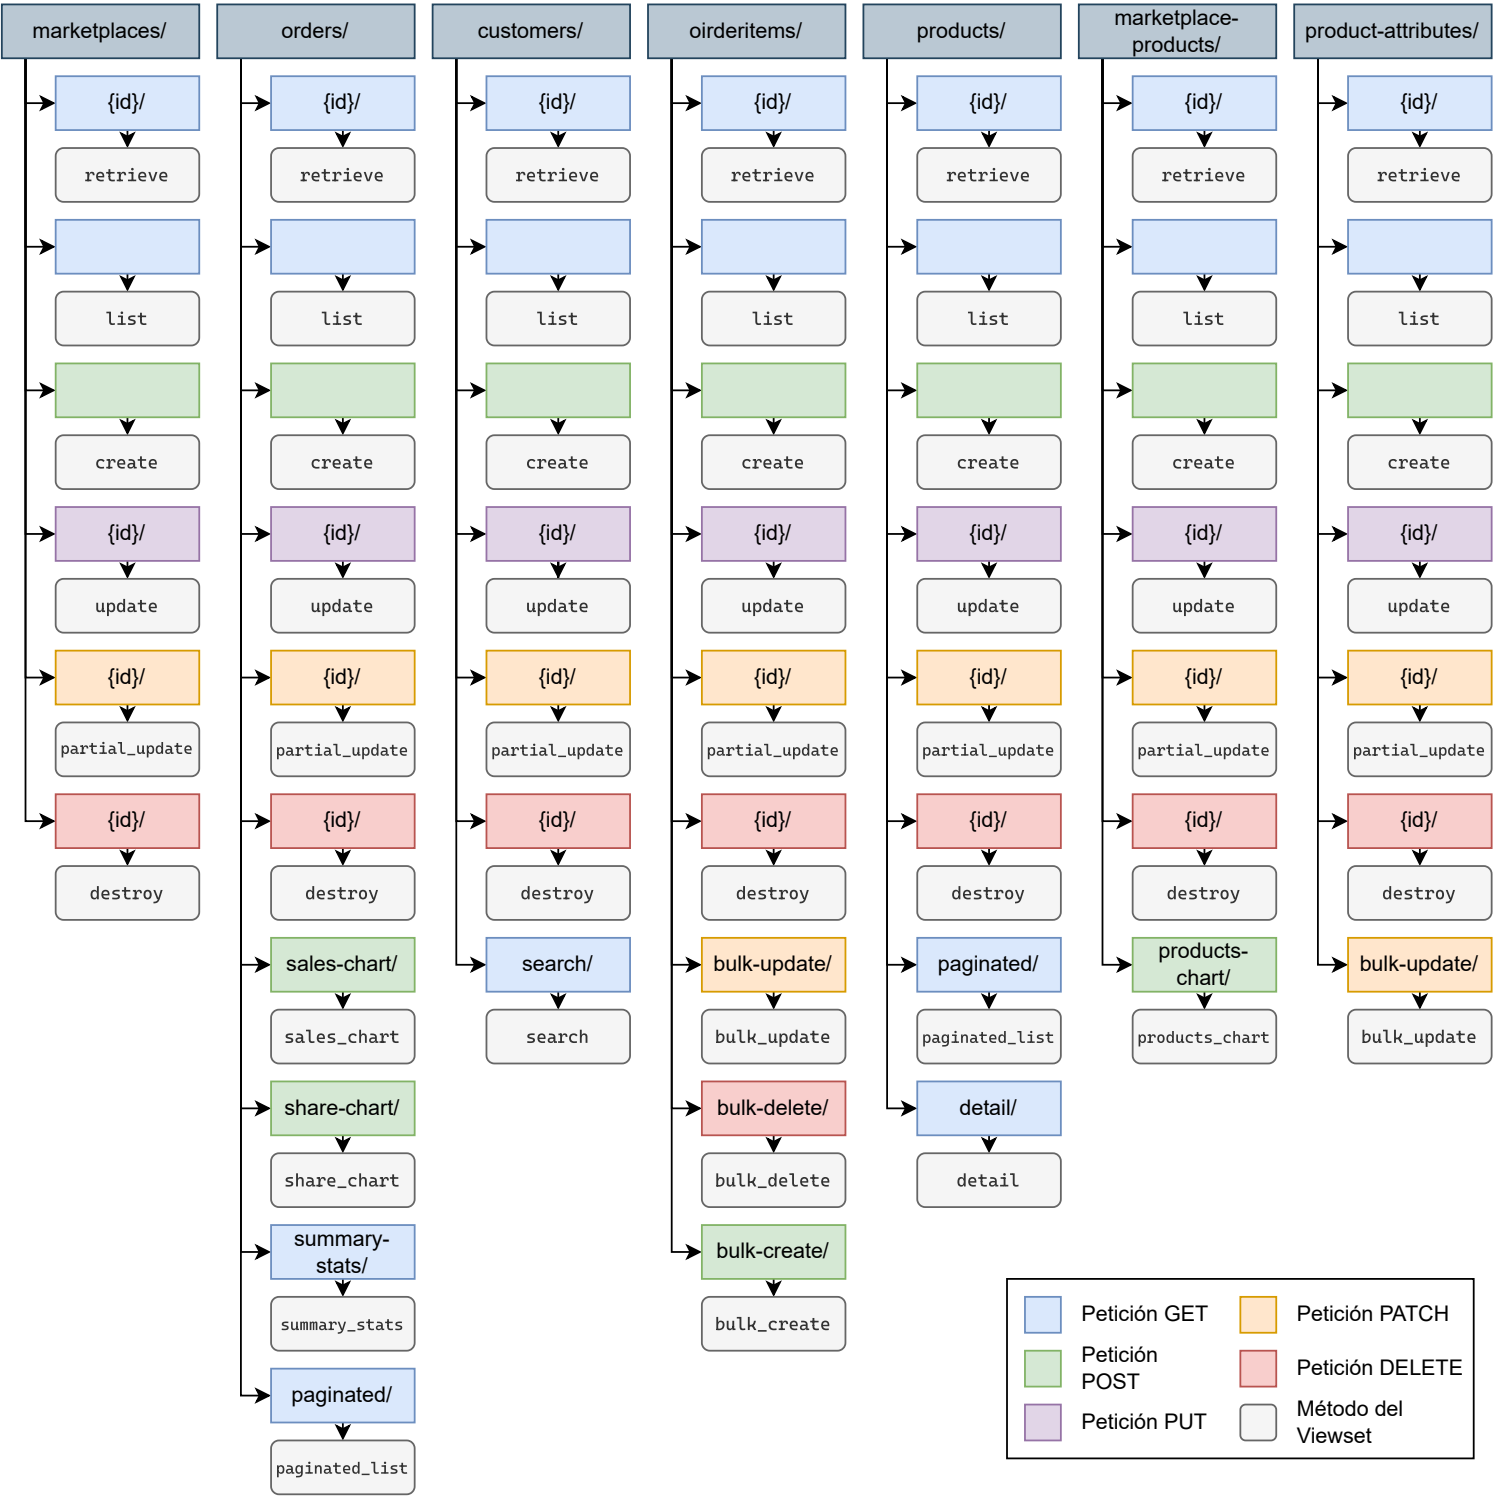 marketplaces/
orders/
customers/
oirderitems/
products/
marketplace-
products/
product-attributes/
{id}/
{id}/
{id}/
{id}/
{id}/
{id}/
{id}/
retrieve
retrieve
retrieve
retrieve
retrieve
retrieve
retrieve
list
list
list
list
list
list
list
create
create
create
create
create
create
create
{id}/
{id}/
{id}/
{id}/
{id}/
{id}/
{id}/
update
update
update
update
update
update
update
{id}/
{id}/
{id}/
{id}/
{id}/
{id}/
{id}/
partial_update
partial_update
partial_update
partial_update
partial_update
partial_update
partial_update
{id}/
{id}/
{id}/
{id}/
{id}/
{id}/
{id}/
destroy
destroy
destroy
destroy
destroy
destroy
destroy
sales-chart/
search/
bulk-update/
paginated/
products-
chart/
bulk-update/
sales_chart
search
bulk_update
paginated_list
products_chart
bulk_update
share-chart/
bulk-delete/
detail/
share_chart
bulk_delete
detail
summary-
stats/
bulk-create/
summary_stats
bulk_create
paginated/
paginated_list
Petición GET
Petición PATCH
Petición
POST
Petición DELETE
Petición PUT
Método del
Viewset